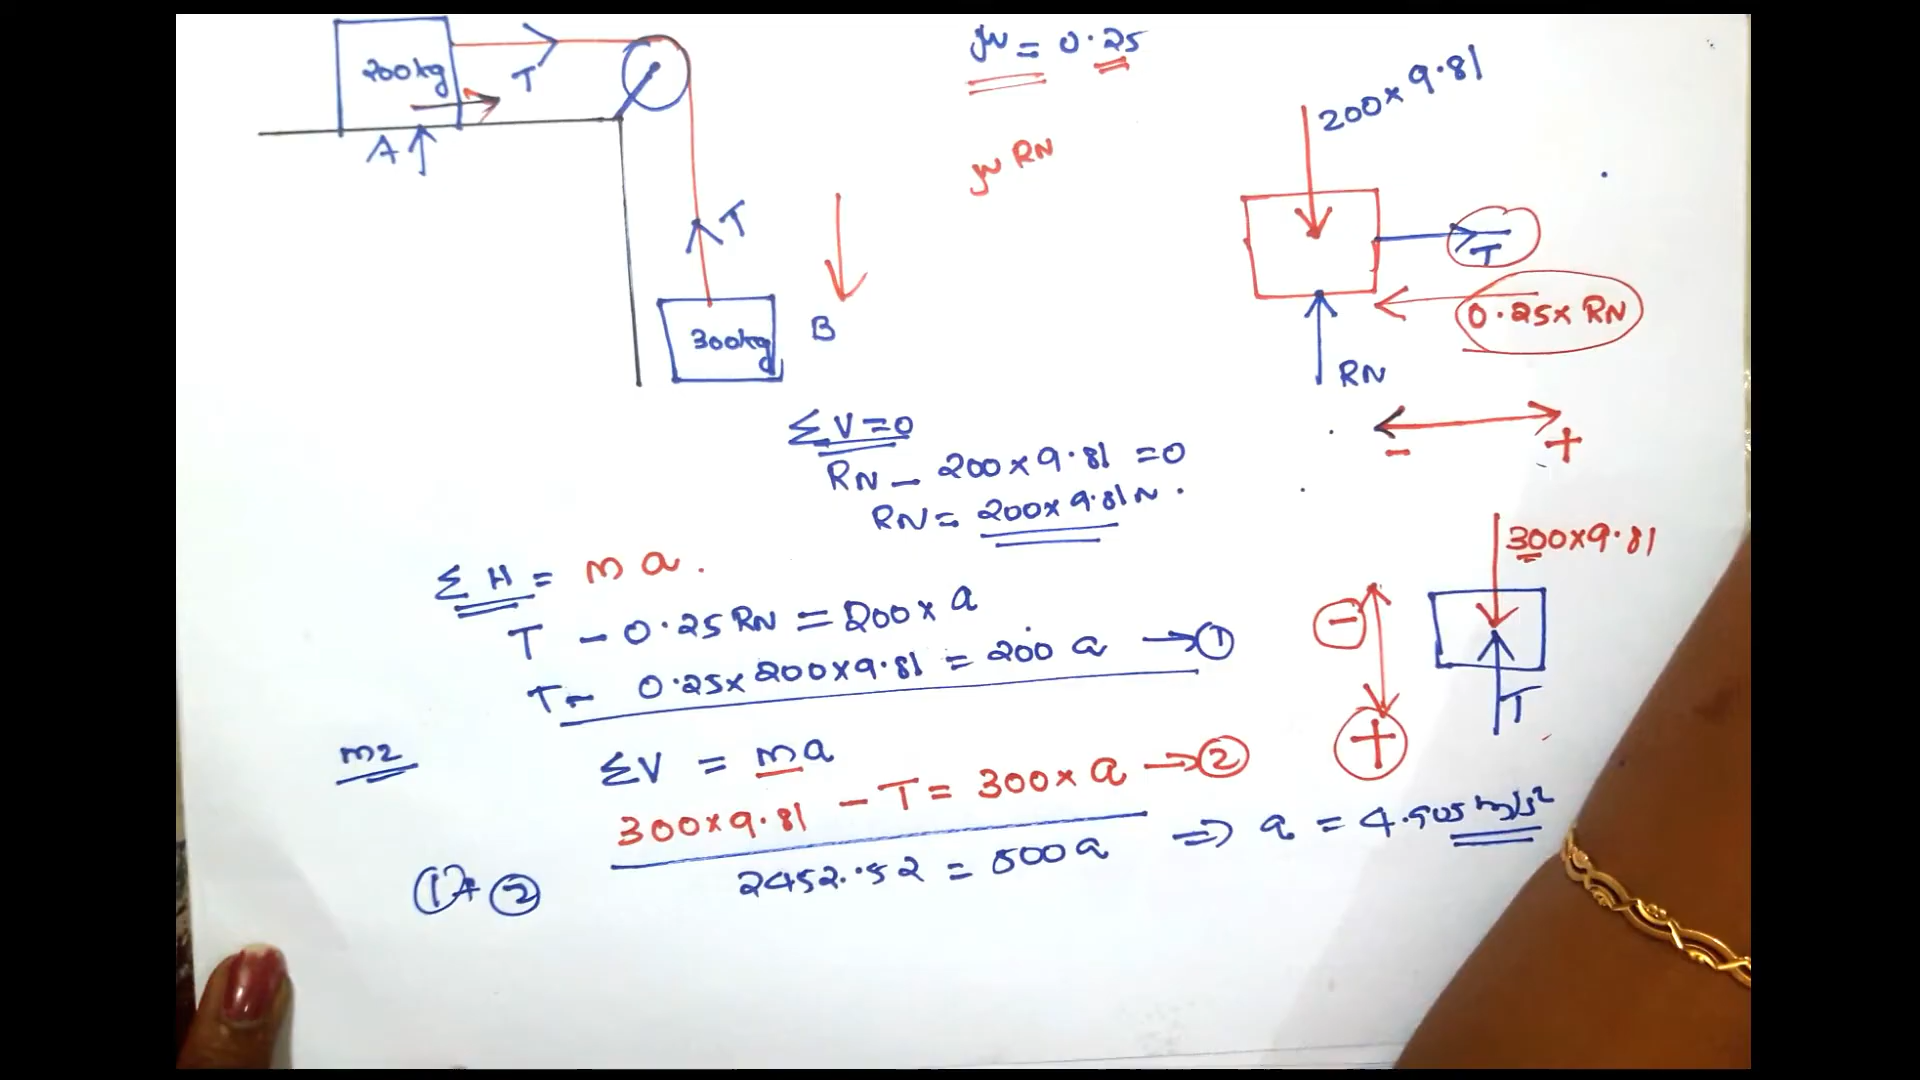 200kg
T
A
T
300kg
B
μ = 0.25
μ RN
200 × 9.81
T
0.25 × RN
RN
- +
ΣV=0
RN - 200 × 9.81 = 0
RN = 200 × 9.81 N.
ΣH = ma.
T - 0.25 RN = 200 × a
T - 0.25 × 200 × 9.81 = 200 a → ①
300×9.81
T
-
+
m2
ΣV = ma
300×9.81 - T = 300 × a → ②
①+② 2452.52 = 500a ⇒ a = 4.905 m/s²